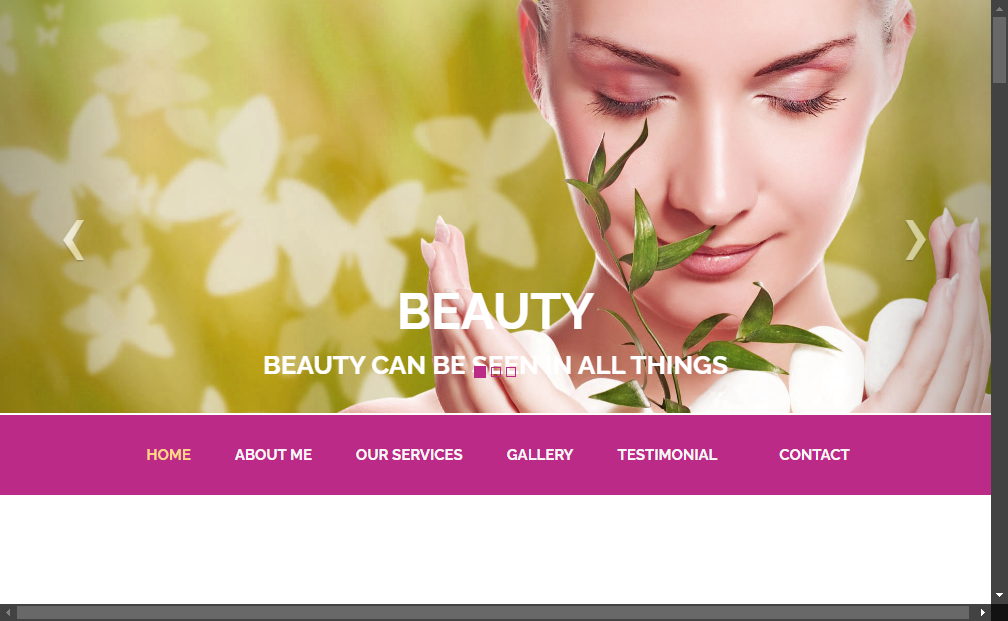 BEAUTY
BEAUTY CAN BE SEEN IN ALL THINGS
HOME ABOUT ME OUR SERVICES GALLERY TESTIMONIAL CONTACT